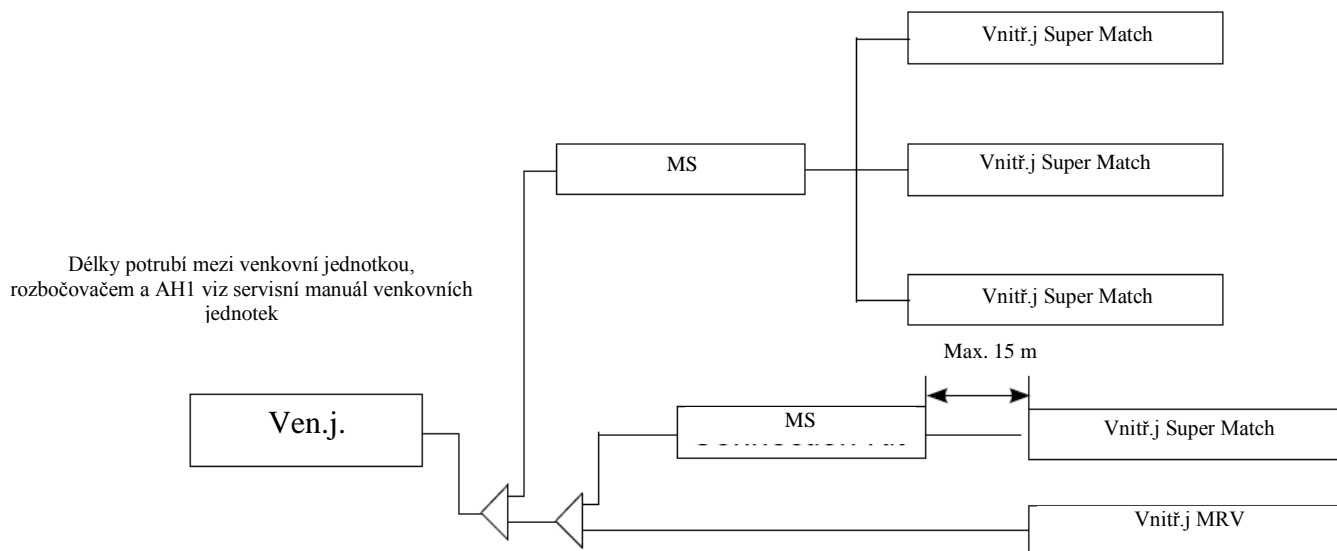 Vnitř.j Super Match
MS
Vnitř.j Super Match
Délky potrubí mezi venkovní jednotkou,
rozbočovačem a AH1 viz servisní manuál venkovních
jednotek
Vnitř.j Super Match
Max. 15 m
Ven.j.
MS
Vnitř.j Super Match
Vnitř.j MRV